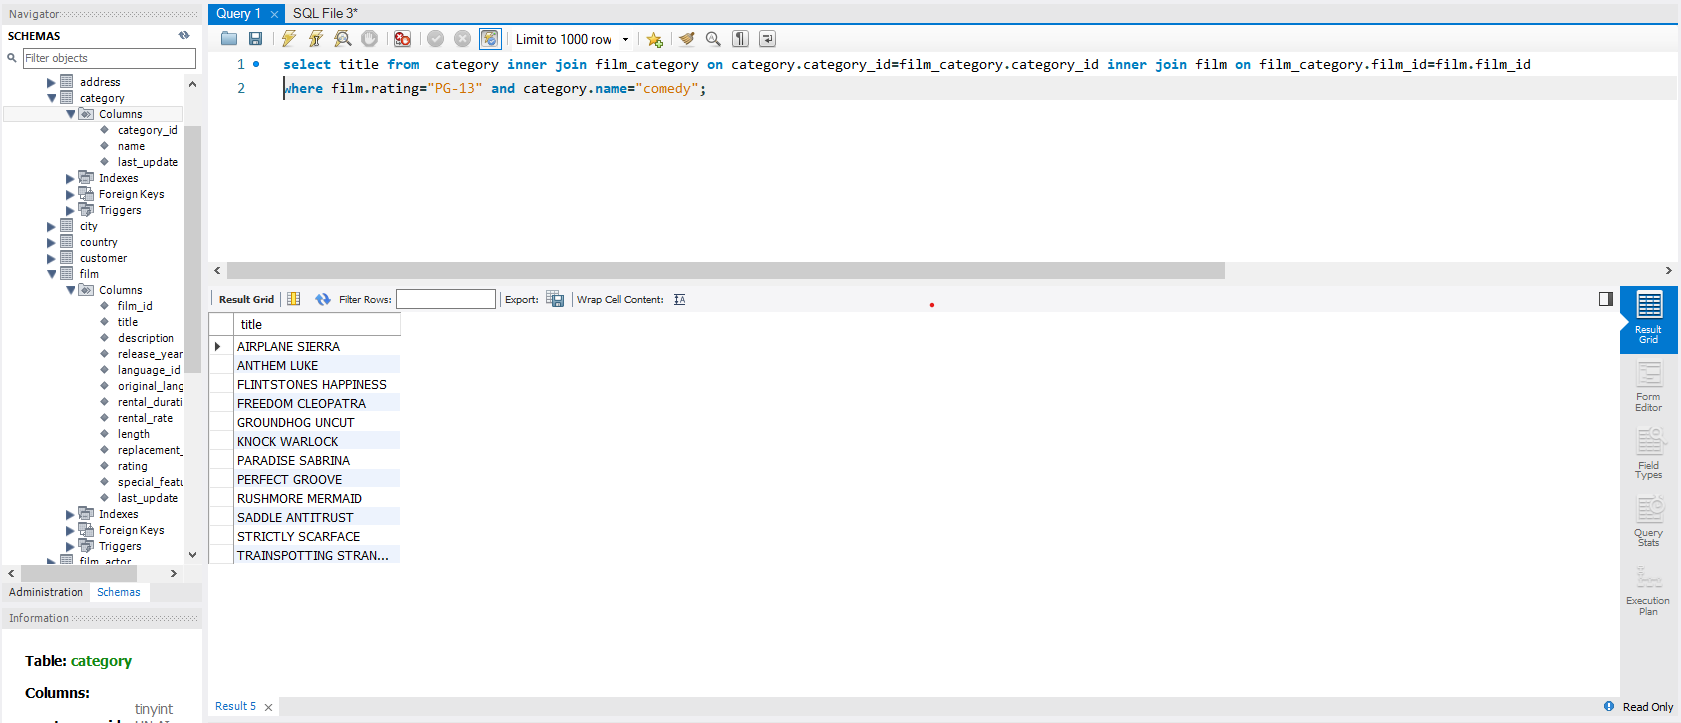 Navigator
SCHEMAS
Filter objects
address
category
Columns
category_id
name
last_update
Indexes
Foreign Keys
Triggers
city
country
customer
film
Columns
film_id
title
description
release_year
language_id
original_lang
rental_durati
rental_rate
length
replacement_
rating
special_featu
last_update
Indexes
Foreign Keys
Triggers
film_actor
Administration Schemas
Information
Table: category
Columns:
tinyint
Query 1 SQL File 3*
Limit to 1000 row
1 select title from  category inner join film_category on category.category_id=film_category.category_id inner join film on film_category.film_id=film.film_id
2 where film.rating="PG-13" and category.name="comedy";
Result Grid Filter Rows: Export: Wrap Cell Content:
title
AIRPLANE SIERRA
ANTHEM LUKE
FLINTSTONES HAPPINESS
FREEDOM CLEOPATRA
GROUNDHOG UNCUT
KNOCK WARLOCK
PARADISE SABRINA
PERFECT GROOVE
RUSHMORE MERMAID
SADDLE ANTITRUST
STRICTLY SCARFACE
TRAINSPOTTING STRAN...
Result
Grid
Form
Editor
Field
Types
Query
Stats
Execution
Plan
Result 5
Read Only